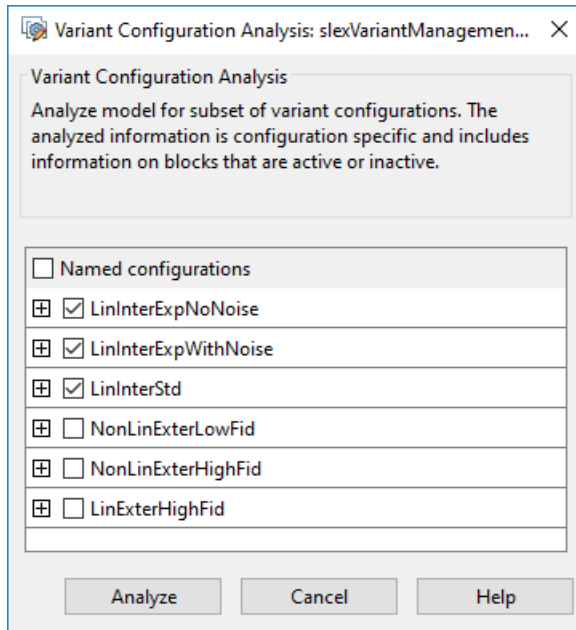 Variant Configuration Analysis: slexVariantManagemen...
Variant Configuration Analysis
Analyze model for subset of variant configurations. The
analyzed information is configuration specific and includes
information on blocks that are active or inactive.
Named configurations
LinInterExpNoNoise
LinInterExpWithNoise
LinInterStd
NonLinExterLowFid
NonLinExterHighFid
LinExterHighFid
Analyze Cancel Help